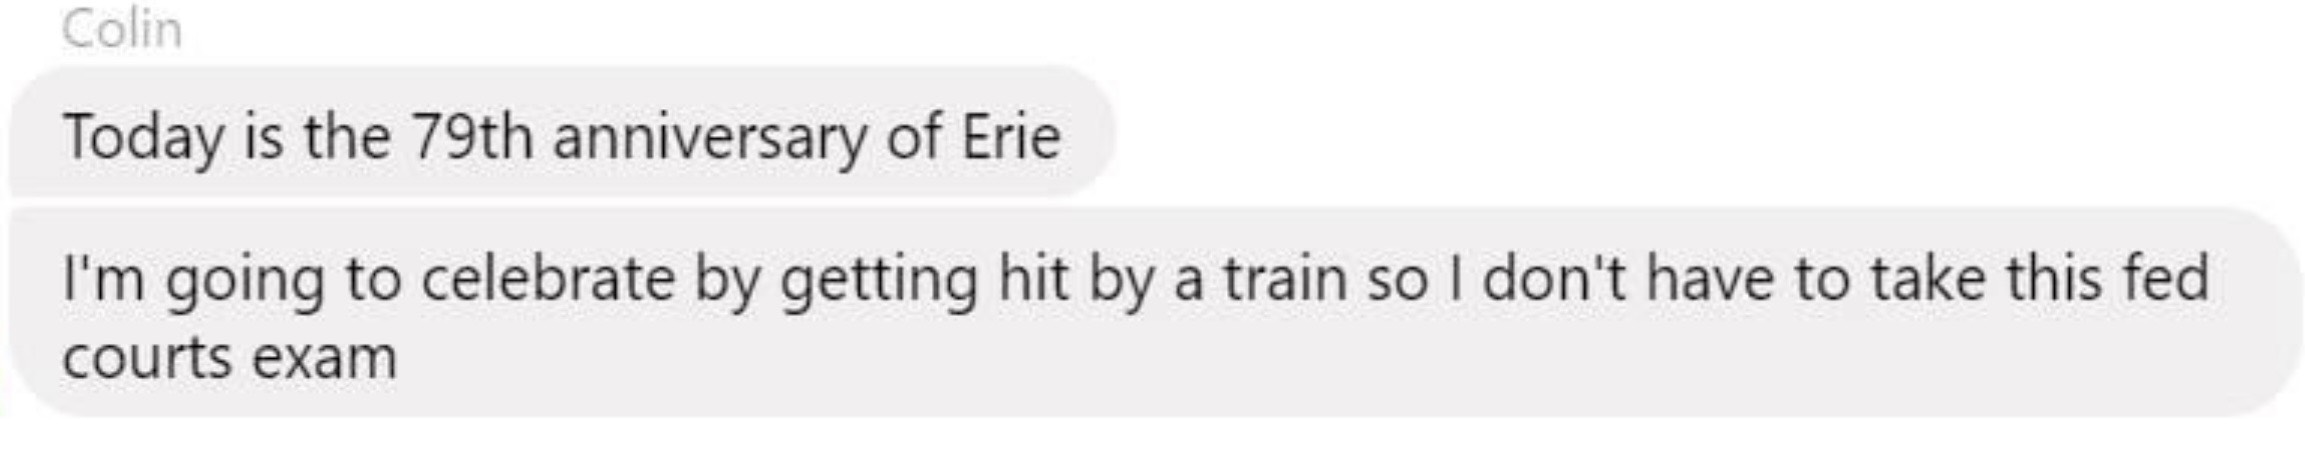 Colin
Today is the 79th anniversary of Erie
I'm going to celebrate by getting hit by a train so I don't have to take this fed
courts exam